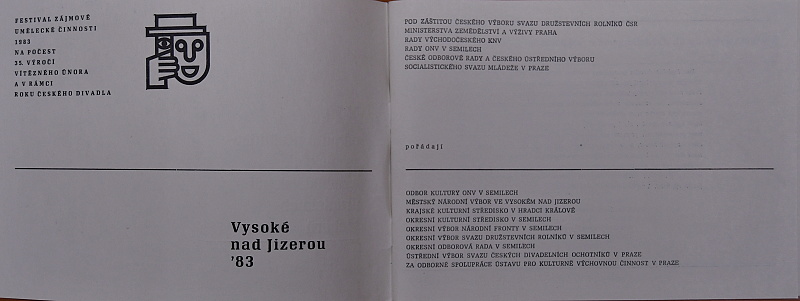 FESTIVAL ZÁJMOVÉ
UMĚLECKÉ ČINNOSTI
1983
NA POČEST
35. VÝROČÍ
VÍTĚZNÉHO ÚNORA
A V RÁMCI
ROKU ČESKÉHO DIVADLA
Vysoké
nad Jizerou
'83
POD ZÁŠTITOU ČESKÉHO VÝBORU SVAZU DRUŽSTEVNÍCH ROLNÍKŮ ČSR
MINISTERSTVA ZEMĚDĚLSTVÍ A VÝŽIVY PRAHA
RADY VÝCHODOČESKÉHO KNV
RADY ONV V SEMILECH
ČESKÉ ODBOROVÉ RADY A ČESKÉHO ÚSTŘEDNÍHO VÝBORU
SOCIALISTICKÉHO SVAZU MLÁDEŽE V PRAZE
pořádají
ODBOR KULTURY ONV V SEMILECH
MĚSTSKÝ NÁRODNÍ VÝBOR VE VYSOKÉM NAD JIZEROU
KRAJSKÉ KULTURNÍ STŘEDISKO V HRADCI KRÁLOVÉ
OKRESNÍ KULTURNÍ STŘEDISKO V SEMILECH
OKRESNÍ VÝBOR NÁRODNÍ FRONTY V SEMILECH
OKRESNÍ VÝBOR SVAZU DRUŽSTEVNÍCH ROLNÍKŮ V SEMILECH
OKRESNÍ ODBOROVÁ RADA V SEMILECH
ÚSTŘEDNÍ VÝBOR SVAZU ČESKÝCH DIVADELNÍCH OCHOTNÍKŮ V PRAZE
ZA ODBORNÉ SPOLUPRÁCE ÚSTAVU PRO KULTURNĚ VÝCHOVNOU ČINNOST V PRAZE